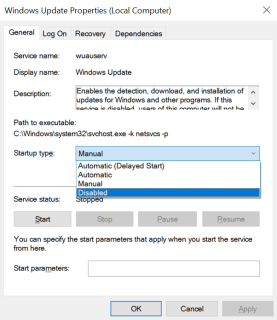 Windows Update Properties (Local Computer)
General Log On Recovery Dependencies
Service name: wuauserv
Display name: Windows Update
Description: Enables the detection, download, and installation of
updates for Windows and other programs. If this
service is disabled, users of this computer will not be
Path to executable:
C:\Windows\system32\svchost.exe -k netsvcs -p
Startup type: Manual
Automatic (Delayed Start)
Automatic
Manual
Disabled
Service status: Stopped
Start Stop Pause Resume
You can specify the start parameters that apply when you start the service
from here.
Start parameters:
OK Cancel Apply